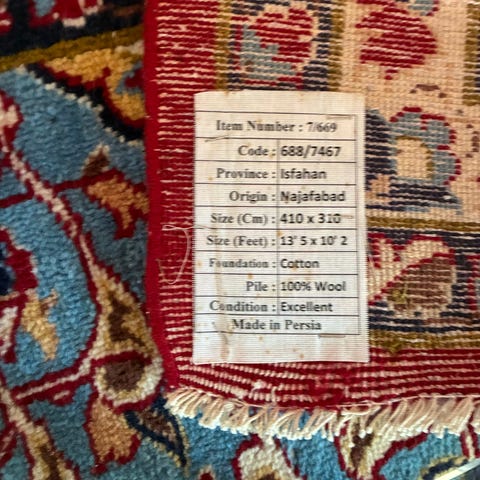 Item Number : 7/669
Code : 688/7467
Province : Isfahan
Origin : Najafabad
Size (Cm) : 410 x 310
Size (Feet) : 13' 5 x 10' 2
Foundation : Cotton
Pile : 100% Wool
Condition : Excellent
Made in Persia